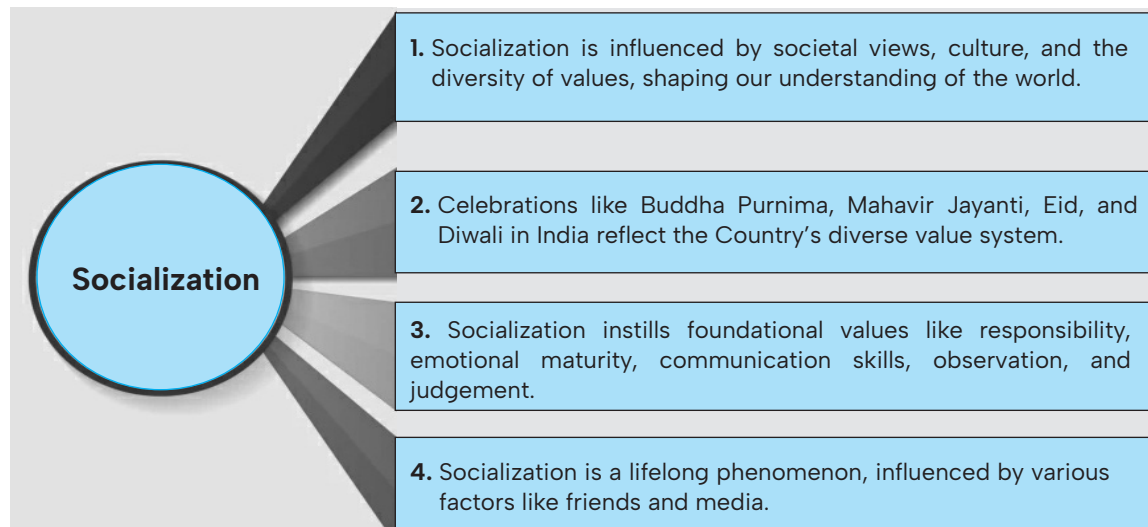 Socialization
1. Socialization is influenced by societal views, culture, and the
diversity of values, shaping our understanding of the world.
2. Celebrations like Buddha Purnima, Mahavir Jayanti, Eid, and
Diwali in India reflect the Country's diverse value system.
3. Socialization instills foundational values like responsibility,
emotional maturity, communication skills, observation, and
judgement.
4. Socialization is a lifelong phenomenon, influenced by various
factors like friends and media.